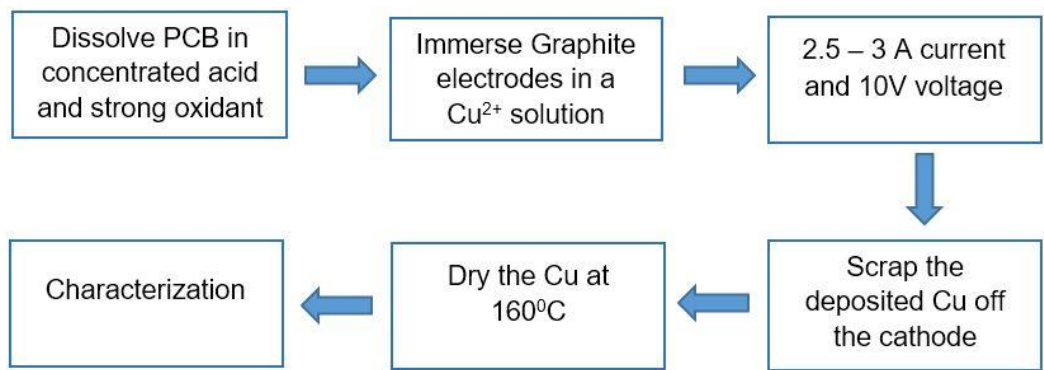 Dissolve PCB in
concentrated acid
and strong oxidant
Immerse Graphite
electrodes in a
Cu²⁺ solution
2.5 – 3 A current
and 10V voltage
Scrap the
deposited Cu off
the cathode
Dry the Cu at
160⁰C
Characterization